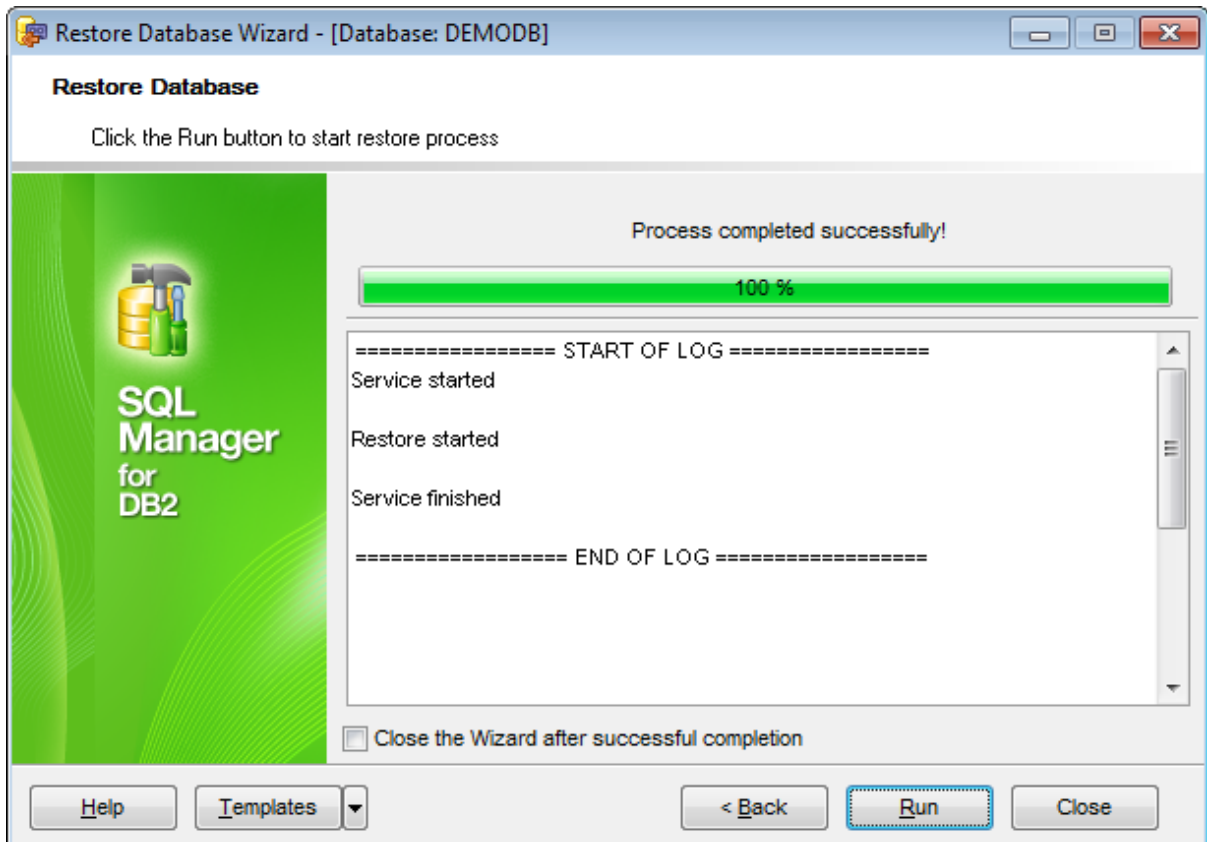 Restore Database Wizard - [Database: DEMODB]
Restore Database
Click the Run button to start restore process
SQL
Manager
for
DB2
Process completed successfully!
100 %
================= START OF LOG =================
Service started
Restore started
Service finished
================== END OF LOG ==================
Close the Wizard after successful completion
Help
Templates
< Back
Run
Close